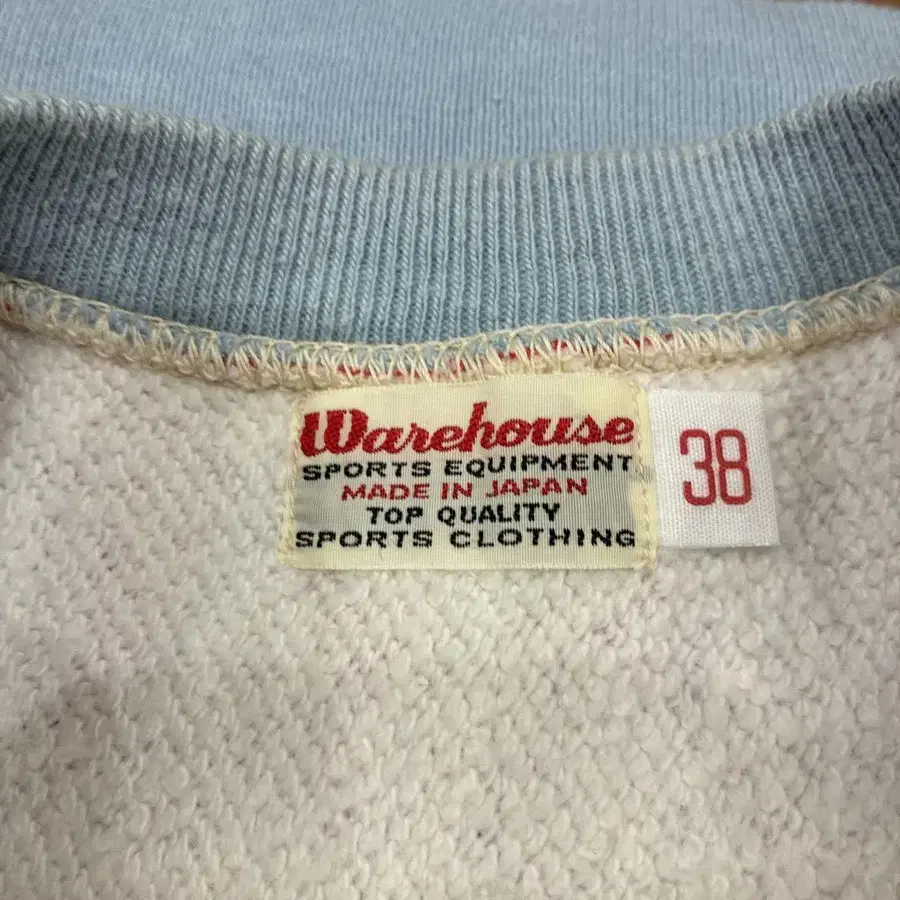 Warehouse
SPORTS EQUIPMENT
MADE IN JAPAN
TOP QUALITY
SPORTS CLOTHING
38